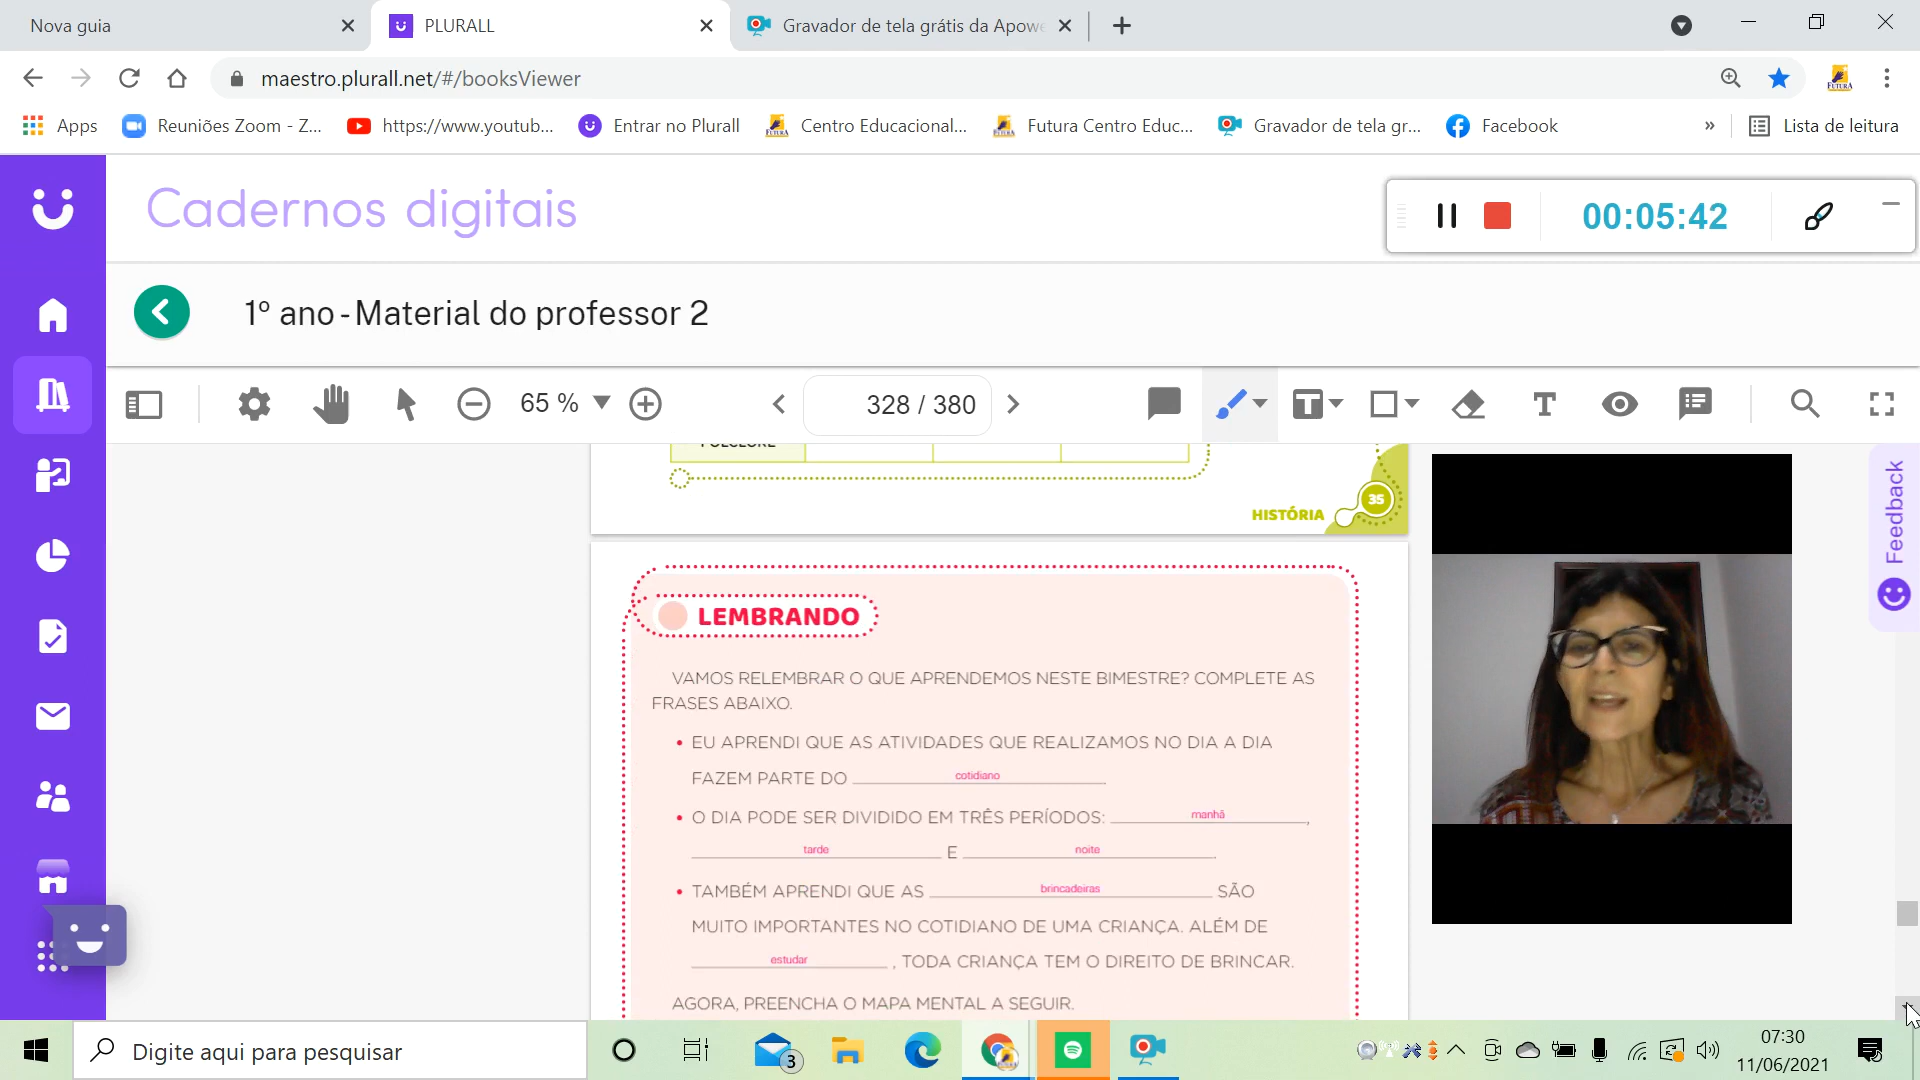 Nova guia
PLURALL
Gravador de tela grátis da Apowe
maestro.plurall.net/#/booksViewer
FUTURA
Apps
Reuniões Zoom - Z...
https://www.youtub...
Entrar no Plurall
Centro Educacional...
Futura Centro Educ...
Gravador de tela gr...
Facebook
»
Lista de leitura
Cadernos digitais
00:05:42
1º ano - Material do professor 2
65 %
328 / 380
T
FOLCLORE
HISTÓRIA
35
Feedback
LEMBRANDO
VAMOS RELEMBRAR O QUE APRENDEMOS NESTE BIMESTRE? COMPLETE AS
FRASES ABAIXO.
• EU APRENDI QUE AS ATIVIDADES QUE REALIZAMOS NO DIA A DIA
FAZEM PARTE DO cotidiano
• O DIA PODE SER DIVIDIDO EM TRÊS PERÍODOS: manhã,
tarde E noite.
• TAMBÉM APRENDI QUE AS brincadeiras SÃO
MUITO IMPORTANTES NO COTIDIANO DE UMA CRIANÇA. ALÉM DE
estudar, TODA CRIANÇA TEM O DIREITO DE BRINCAR.
AGORA, PREENCHA O MAPA MENTAL A SEGUIR.
Digite aqui para pesquisar
3
07:30
11/06/2021